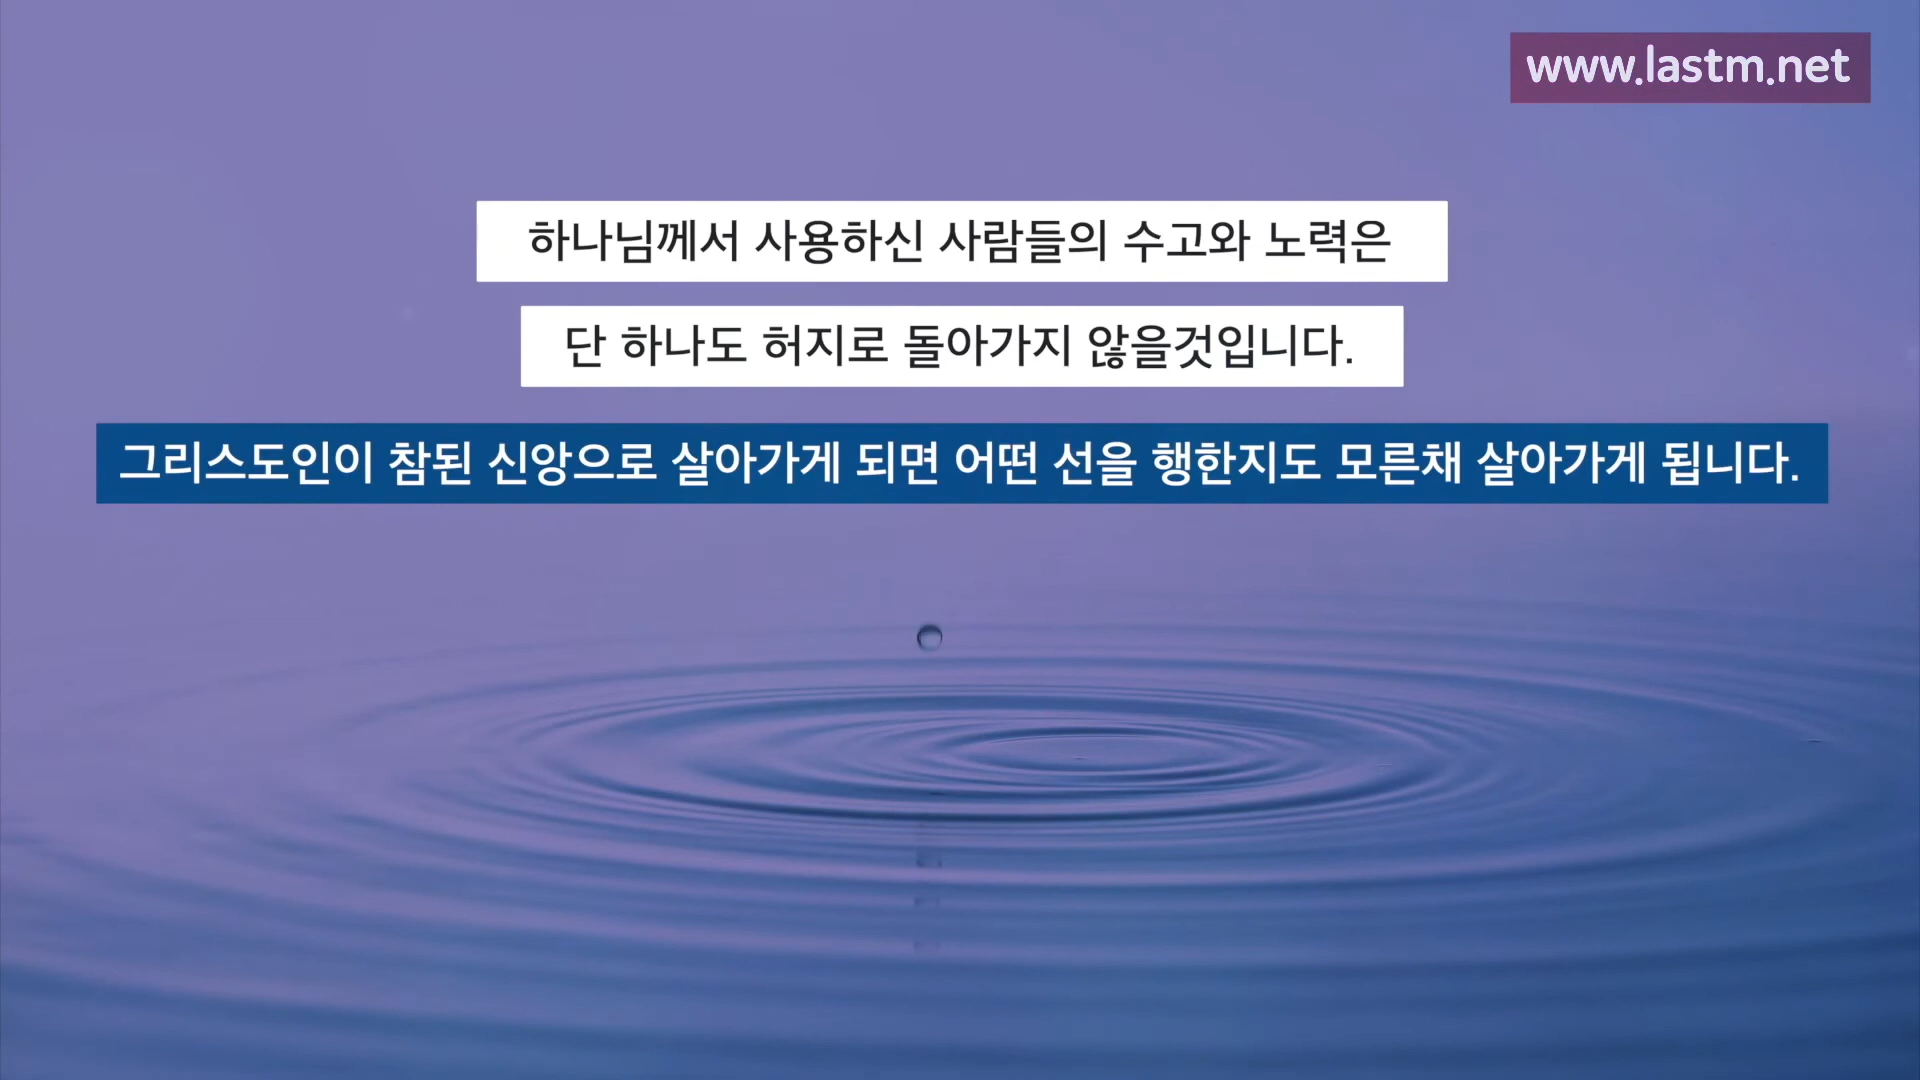 www.lastm.net
하나님께서 사용하신 사람들의 수고와 노력은
단 하나도 허지로 돌아가지 않을것입니다.
그리스도인이 참된 신앙으로 살아가게 되면 어떤 선을 행한지도 모른채 살아가게 됩니다.